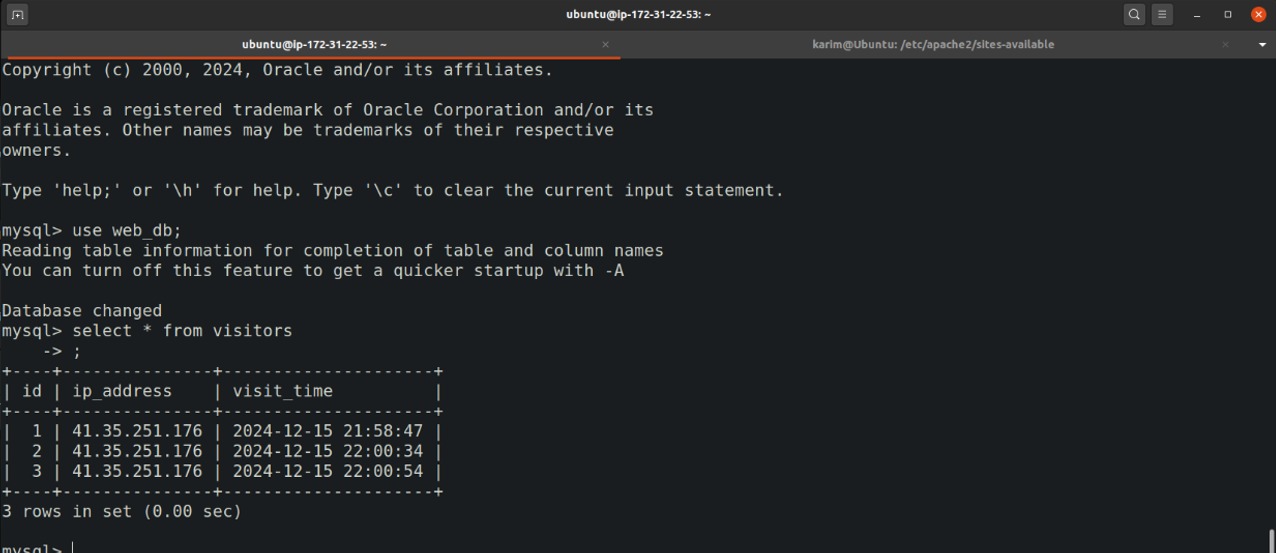 ubuntu@ip-172-31-22-53: ~
ubuntu@ip-172-31-22-53: ~ × karim@Ubuntu: /etc/apache2/sites-available ×
Copyright (c) 2000, 2024, Oracle and/or its affiliates.
Oracle is a registered trademark of Oracle Corporation and/or its
affiliates. Other names may be trademarks of their respective
owners.
Type 'help;' or '\h' for help. Type '\c' to clear the current input statement.
mysql> use web_db;
Reading table information for completion of table and column names
You can turn off this feature to get a quicker startup with -A
Database changed
mysql> select * from visitors
    -> ;
+----+---------------+---------------------+
| id | ip_address    | visit_time          |
+----+---------------+---------------------+
|  1 | 41.35.251.176 | 2024-12-15 21:58:47 |
|  2 | 41.35.251.176 | 2024-12-15 22:00:34 |
|  3 | 41.35.251.176 | 2024-12-15 22:00:54 |
+----+---------------+---------------------+
3 rows in set (0.00 sec)
mysql>